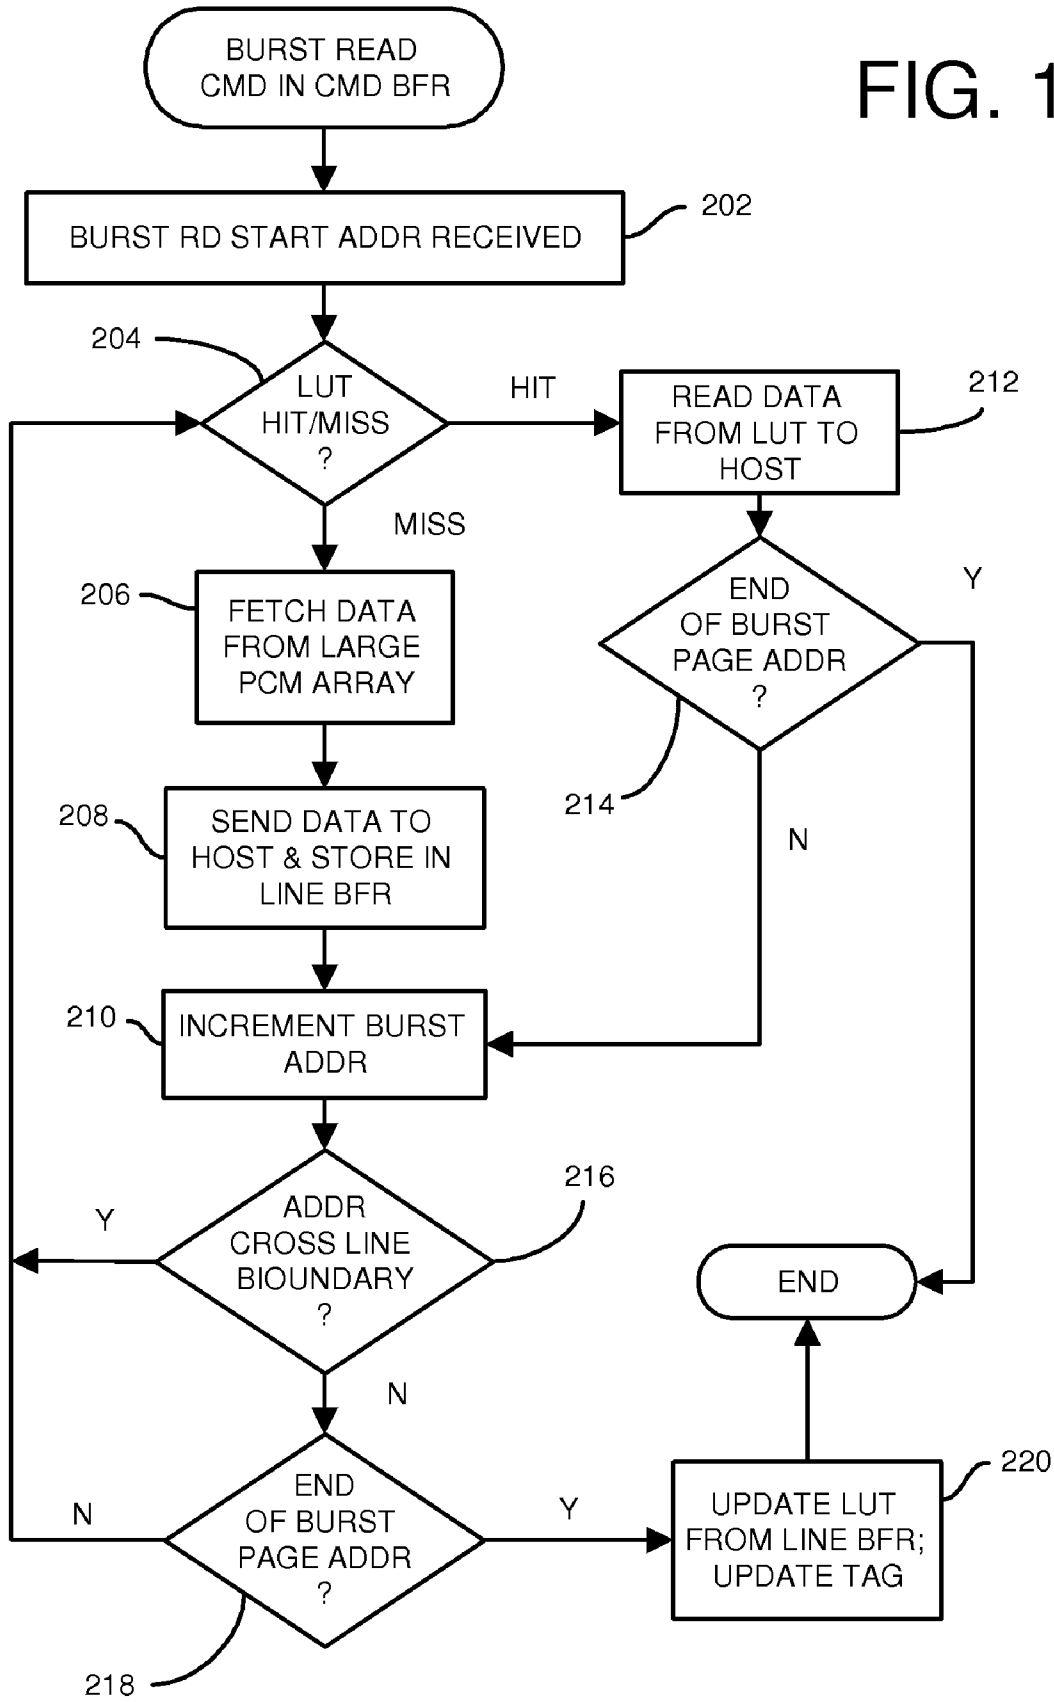 BURST READ
CMD IN CMD BFR
FIG. 1
202
BURST RD START ADDR RECEIVED
204
LUT
HIT/MISS
?
HIT
READ DATA
FROM LUT TO
HOST
212
MISS
206
FETCH DATA
FROM LARGE
PCM ARRAY
END
OF BURST
PAGE ADDR
?
Y
214
N
208
SEND DATA TO
HOST & STORE IN
LINE BFR
210
INCREMENT BURST
ADDR
216
ADDR
CROSS LINE
BIOUNDARY
?
Y
N
END
END
OF BURST
PAGE ADDR
?
N
Y
218
220
UPDATE LUT
FROM LINE BFR;
UPDATE TAG